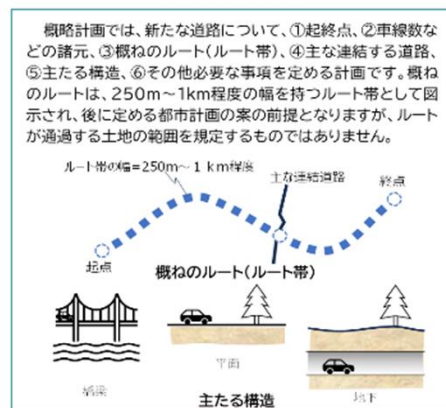 概略計画では、新たな道路について、①起終点、②車線数な
どの諸元、③概ねのルート(ルート帯)、④主な連結する道路、
⑤主たる構造、⑥その他必要な事項を定める計画です。概ね
のルートは、250m～1km程度の幅を持つルート帯として図
示され、後に定める都市計画の案の前提となりますが、ルート
が通過する土地の範囲を規定するものではありません。
ルート帯の幅=250m～1km程度
主な連結道路
終点
起点
概ねのルート(ルート帯)
平面
地下
主たる構造